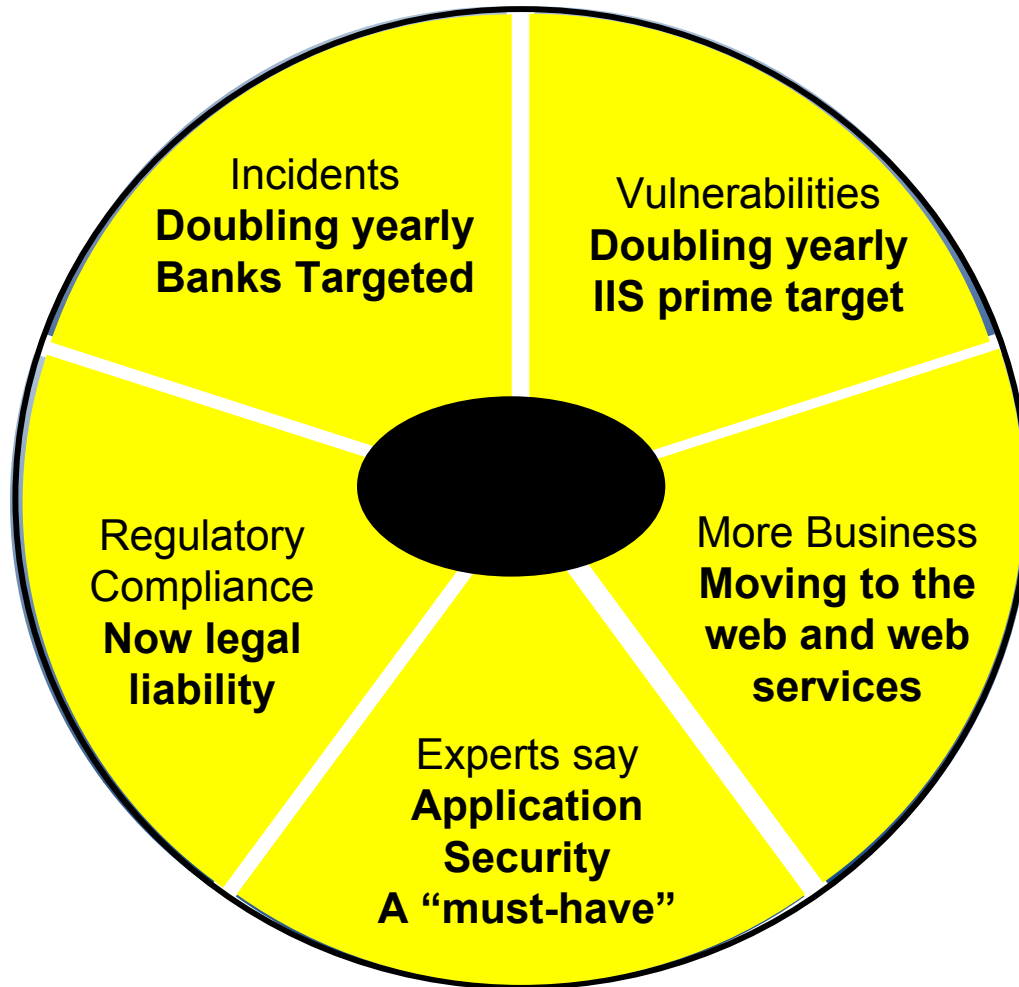 Incidents
Doubling yearly
Banks Targeted
Vulnerabilities
Doubling yearly
IIS prime target
More Business
Moving to the
web and web
services
Experts say
Application
Security
A “must-have”
Regulatory
Compliance
Now legal
liability